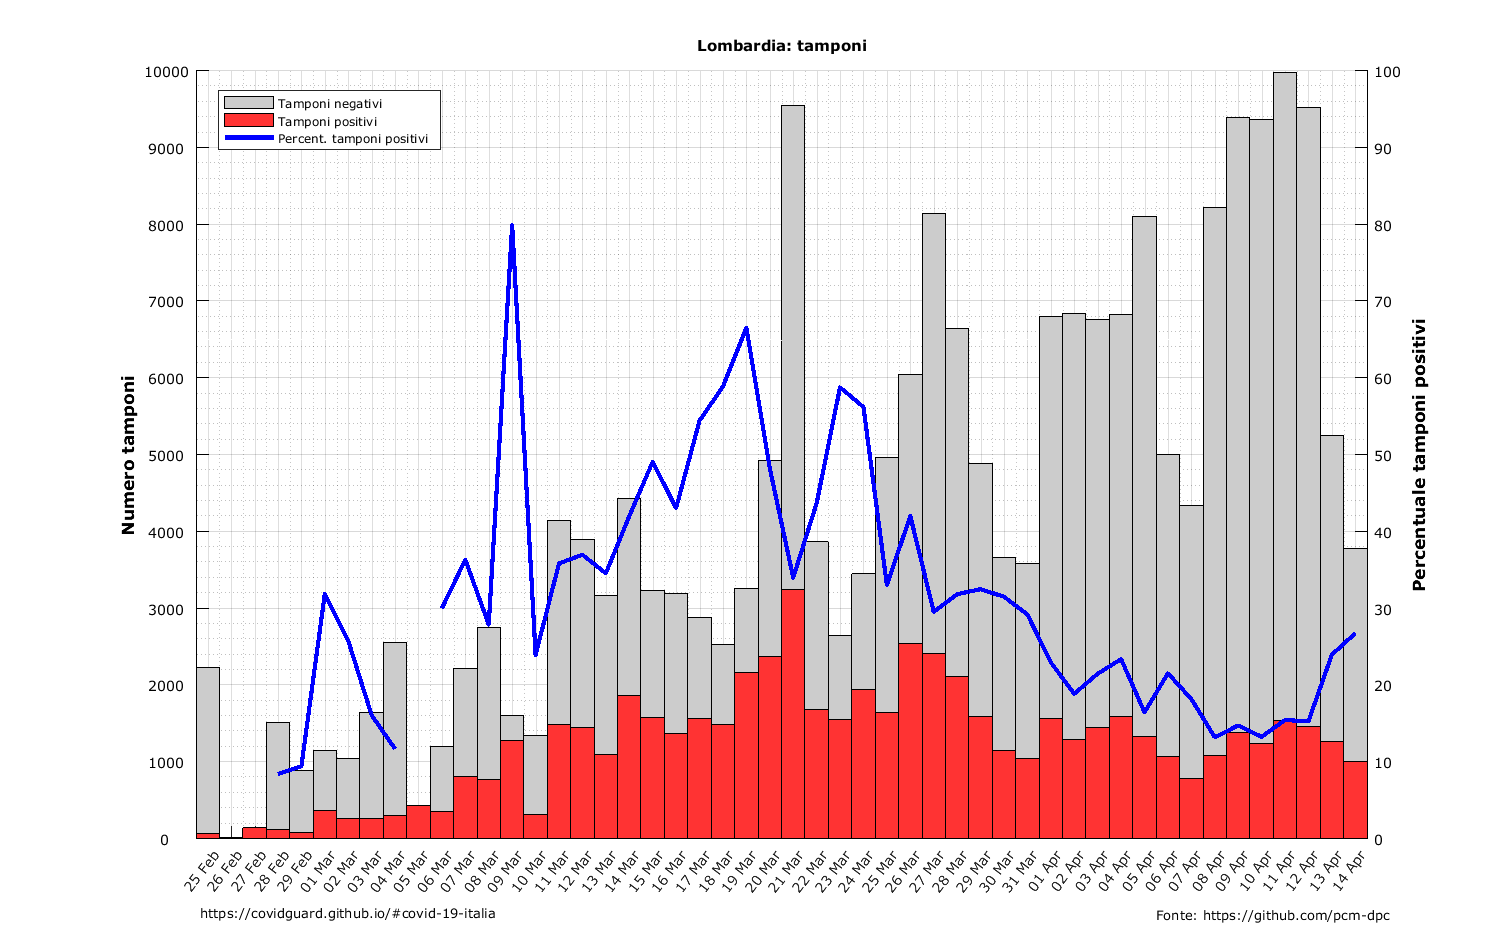 Lombardia: tamponi
Tamponi negativi
Tamponi positivi
Percent. tamponi positivi
Numero tamponi
10000
9000
8000
7000
6000
5000
4000
3000
2000
1000
0
Percentuale tamponi positivi
100
90
80
70
60
50
40
30
20
10
0
25 Feb
26 Feb
27 Feb
28 Feb
29 Feb
01 Mar
02 Mar
03 Mar
04 Mar
05 Mar
06 Mar
07 Mar
08 Mar
09 Mar
10 Mar
11 Mar
12 Mar
13 Mar
14 Mar
15 Mar
16 Mar
17 Mar
18 Mar
19 Mar
20 Mar
21 Mar
22 Mar
23 Mar
24 Mar
25 Mar
26 Mar
27 Mar
28 Mar
29 Mar
30 Mar
31 Mar
01 Apr
02 Apr
03 Apr
04 Apr
05 Apr
06 Apr
07 Apr
08 Apr
09 Apr
10 Apr
11 Apr
12 Apr
13 Apr
14 Apr
https://covidguard.github.io/#covid-19-italia
Fonte: https://github.com/pcm-dpc